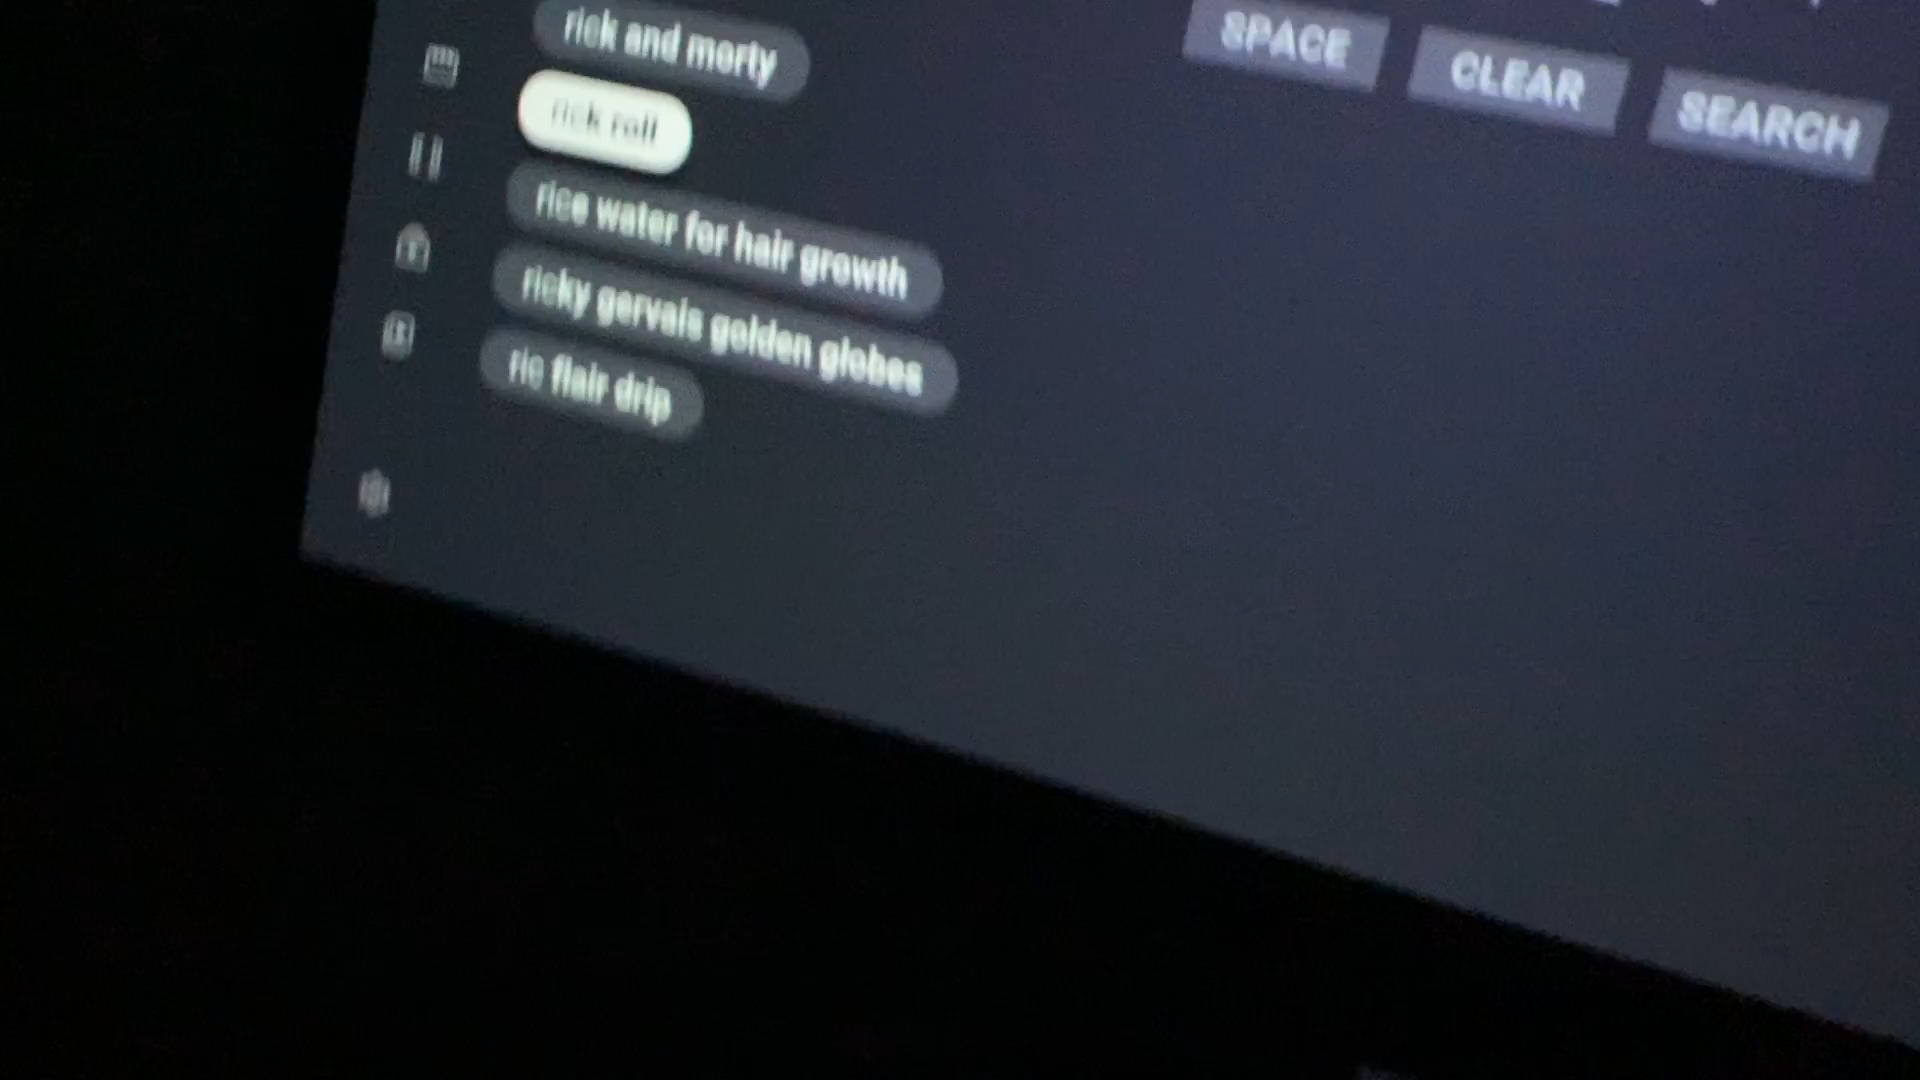 rick and morty
SPACE CLEAR SEARCH
rick roll
rice water for hair growth
ricky gervais golden globes
ric flair drip